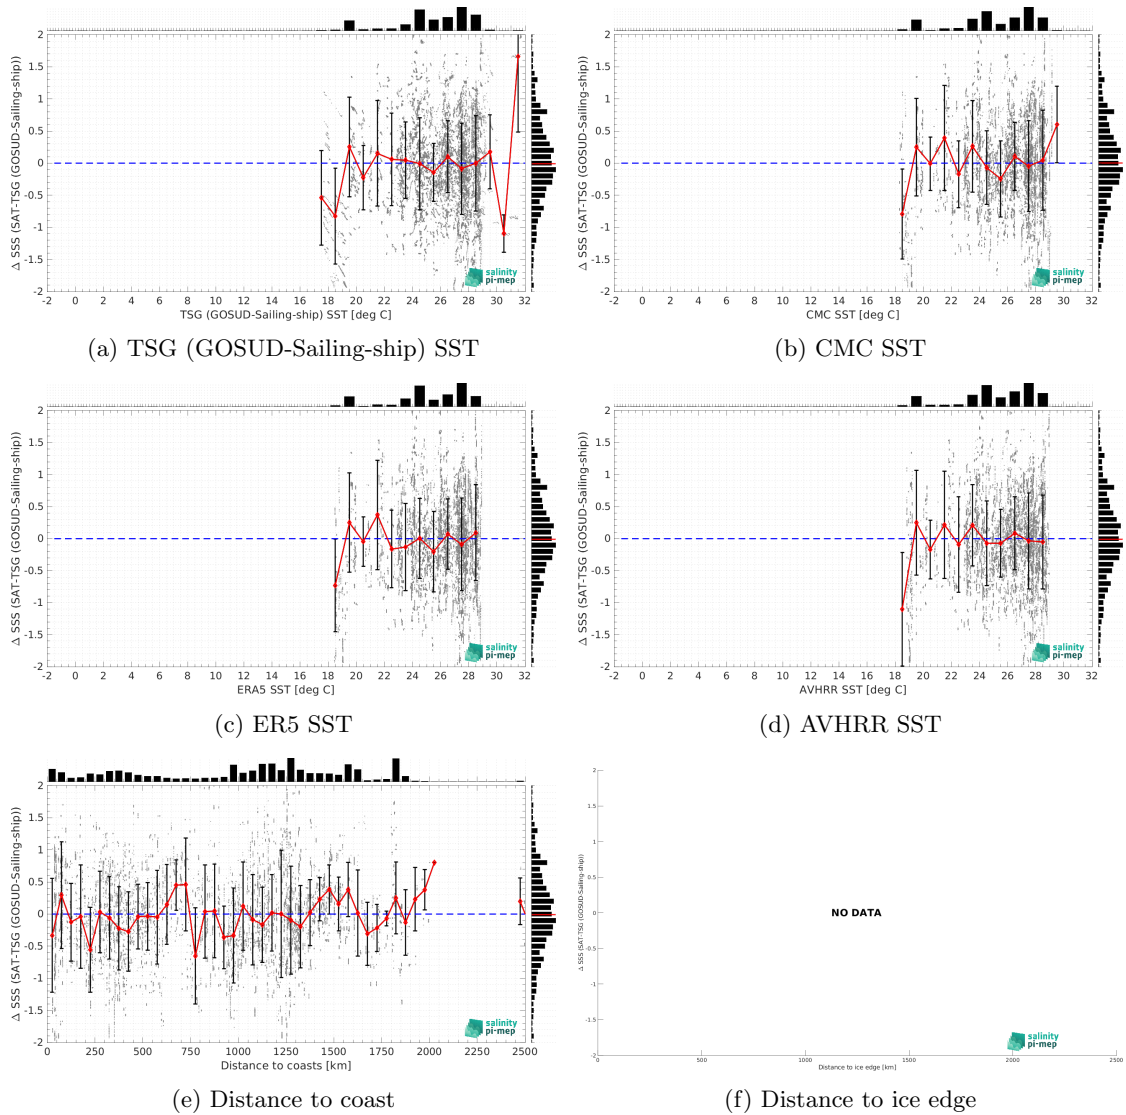 2
1.5
1
0.5
0
-0.5
-1
-1.5
-2
Δ SSS (SAT-TSG (GOSUD-Sailing-ship))
-2 0 2 4 6 8 10 12 14 16 18 20 22 24 26 28 30 32
TSG (GOSUD-Sailing-ship) SST [deg C]
salinity
pi-mep
(a) TSG (GOSUD-Sailing-ship) SST
2
1.5
1
0.5
0
-0.5
-1
-1.5
-2
Δ SSS (SAT-TSG (GOSUD-Sailing-ship))
-2 0 2 4 6 8 10 12 14 16 18 20 22 24 26 28 30 32
CMC SST [deg C]
salinity
pi-mep
(b) CMC SST
2
1.5
1
0.5
0
-0.5
-1
-1.5
-2
Δ SSS (SAT-TSG (GOSUD-Sailing-ship))
-2 0 2 4 6 8 10 12 14 16 18 20 22 24 26 28 30 32
ERA5 SST [deg C]
salinity
pi-mep
(c) ER5 SST
2
1.5
1
0.5
0
-0.5
-1
-1.5
-2
Δ SSS (SAT-TSG (GOSUD-Sailing-ship))
-2 0 2 4 6 8 10 12 14 16 18 20 22 24 26 28 30 32
AVHRR SST [deg C]
salinity
pi-mep
(d) AVHRR SST
2
1.5
1
0.5
0
-0.5
-1
-1.5
-2
Δ SSS (SAT-TSG (GOSUD-Sailing-ship))
0 250 500 750 1000 1250 1500 1750 2000 2250 2500
Distance to coasts [km]
salinity
pi-mep
(e) Distance to coast
2
1.5
1
0.5
0
-0.5
-1
-1.5
-2
Δ SSS (SAT-TSG (GOSUD-Sailing-ship))
NO DATA
0 500 1000 1500 2000 2500
Distance to ice edge [km]
salinity
pi-mep
(f) Distance to ice edge